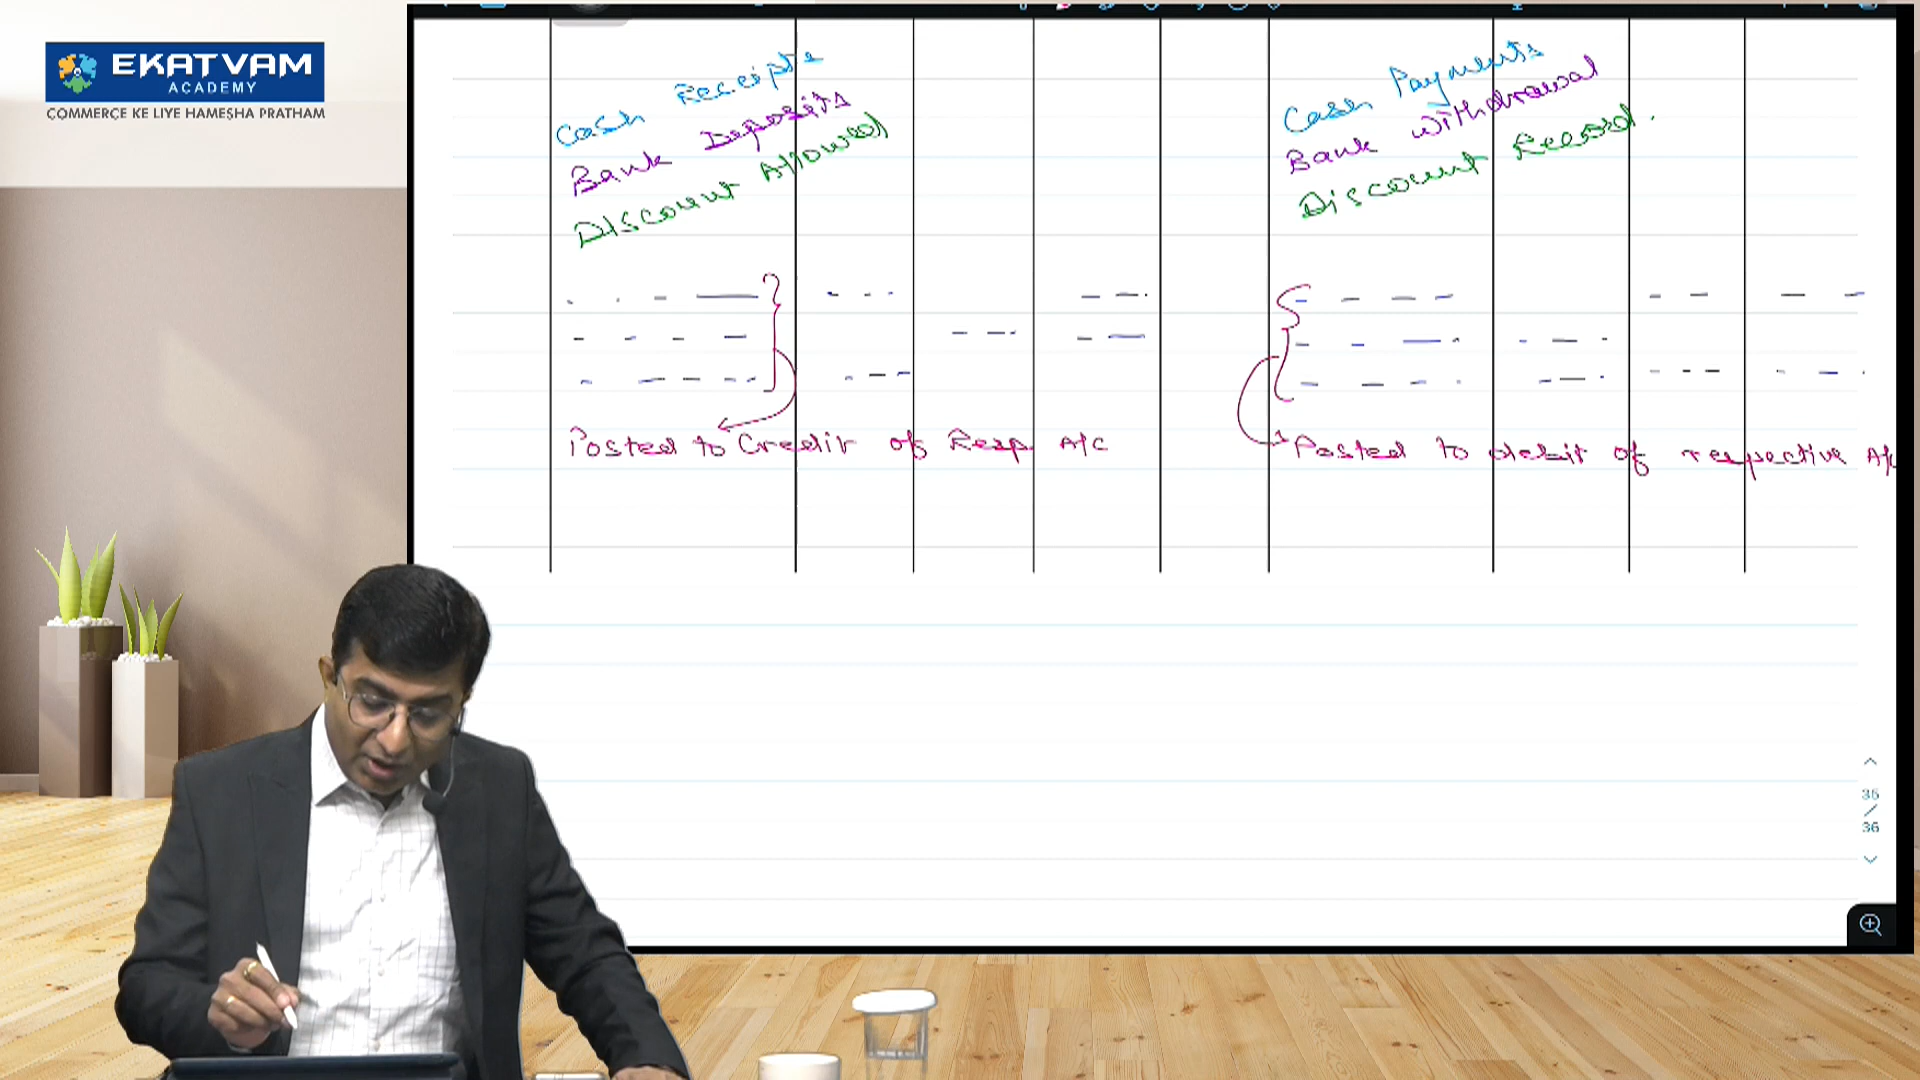 EKATVAM
ACADEMY
COMMERCE KE LIYE HAMESHA PRATHAM
Cash Receipts
Bank Deposits
Discount Allowed
Posted to Credit of Resp A/C
Cash Payments
Bank withdrawal
Discount Record.
Posted to debit of respective A/C
35
/
36